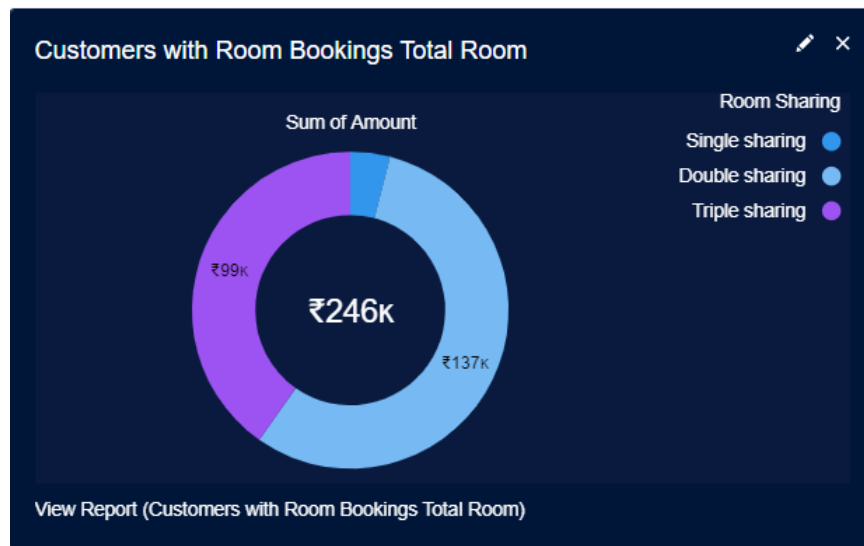 Customers with Room Bookings Total Room
Room Sharing
Sum of Amount
Single sharing
Double sharing
Triple sharing
₹99K
₹246K
₹137K
View Report (Customers with Room Bookings Total Room)